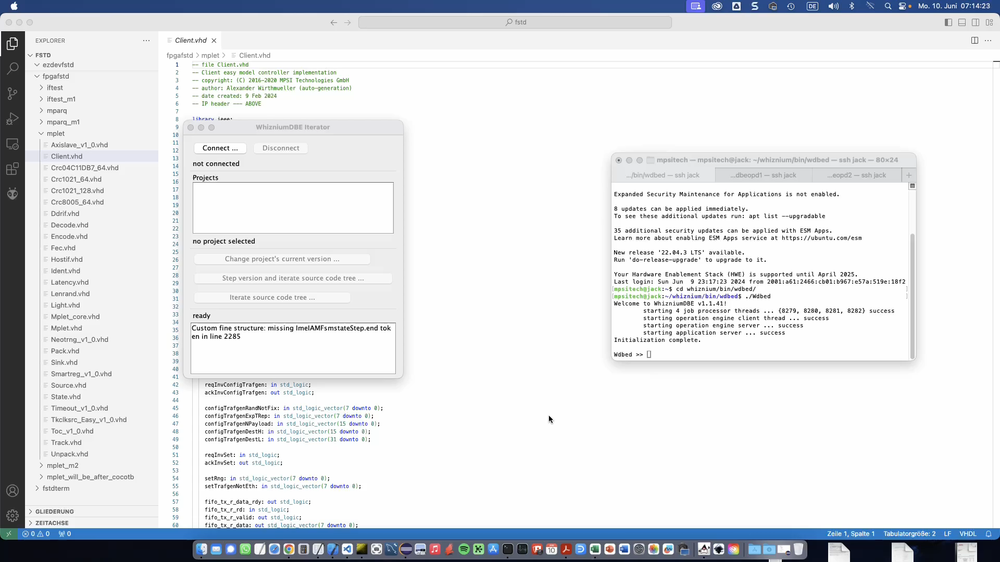 DE
Mo. 10. Juni 07:14:23
fstd
EXPLORER
Client.vhd
FSTD
ezdevfstd
fpgafstd
iftest
iftest_m1
mparq
mparq_m1
mplet
Axislave_v1_0.vhd
Client.vhd
Crc04C11DB7_64.vhd
Crc1021_64.vhd
Crc1021_128.vhd
Crc8005_64.vhd
Ddrif.vhd
Decode.vhd
Encode.vhd
Fec.vhd
Hostif.vhd
Ident.vhd
Latency.vhd
Lenrand.vhd
Light.vhd
Mplet_core.vhd
Mplet.vhd
Neotrng_v1_0.vhd
Pack.vhd
Sink.vhd
Smartreg_v1_0.vhd
Source.vhd
State.vhd
Timeout_v1_0.vhd
Tkclksrc_Easy_v1_0.vhd
Toc_v1_0.vhd
Track.vhd
Unpack.vhd
mplet_m2
mplet_will_be_after_cocotb
fstdterm
GLIEDERUNG
ZEITACHSE
fpgafstd > mplet > Client.vhd
1 -- file Client.vhd
2 -- Client easy model controller implementation
3 -- copyright: (C) 2016-2020 MPSI Technologies GmbH
4 -- author: Alexander Wirthmueller (auto-generation)
5 -- date created: 9 Feb 2024
6 -- IP header --- ABOVE
7
8 library ieee;
9
10
11
12
13
14
15
16
17
18
19
20
21
22
23
24
25
26
27
28
29
30
31
32
33
34
35
36
37
38
39
40
41
42 reqInvConfigTrafgen: in std_logic;
43 ackInvConfigTrafgen: out std_logic;
44
45 configTrafgenRandNotFix: in std_logic_vector(7 downto 0);
46 configTrafgenExpTRep: in std_logic_vector(7 downto 0);
47 configTrafgenNPayload: in std_logic_vector(15 downto 0);
48 configTrafgenDestH: in std_logic_vector(15 downto 0);
49 configTrafgenDestL: in std_logic_vector(31 downto 0);
50
51 reqInvSet: in std_logic;
52 ackInvSet: out std_logic;
53
54 setRng: in std_logic_vector(7 downto 0);
55 setTrafgenNotEth: in std_logic_vector(7 downto 0);
56
57 fifo_tx_r_data_rdy: out std_logic;
58 fifo_tx_r_rd: in std_logic;
59 fifo_tx_r_valid: out std_logic;
60 fifo_tx_r_data: out std_logic_vector(7 downto 0);
WhizniumDBE Iterator
Connect ... Disconnect
not connected
Projects
no project selected
Change project's current version ...
Step version and iterate source code tree ...
Iterate source code tree ...
ready
Custom fine structure: missing ImeIAMFsmstateStep.end tok
en in line 2285
mpsitech — mpsitech@jack: ~/whiznium/bin/wdbed — ssh jack — 80×24
.../bin/wdbed — ssh jack ...dbeopd1 — ssh jack ...eopd2 — ssh jack +
Expanded Security Maintenance for Applications is not enabled.
8 updates can be applied immediately.
To see these additional updates run: apt list --upgradable
35 additional security updates can be applied with ESM Apps.
Learn more about enabling ESM Apps service at https://ubuntu.com/esm
New release '22.04.3 LTS' available.
Run 'do-release-upgrade' to upgrade to it.
Your Hardware Enablement Stack (HWE) is supported until April 2025.
Last login: Sun Jun  9 23:17:23 2024 from 2001:a61:2466:cb01:b967:e57a:519e:18f2
[mpsitech@jack:~$ cd whiznium/bin/wdbed/ ]
[mpsitech@jack:~/whiznium/bin/wdbed$ ./Wdbed ]
Welcome to WhizniumDBE v1.1.41!
starting 4 job processor threads ... {8279, 8280, 8281, 8282} success
starting operation engine client thread ... success
starting operation engine server ... success
starting application server ... success
Initialization complete.
Wdbed >>
0 0 0
Zeile 1, Spalte 1 Tabulatorgröße: 2 LF VHDL